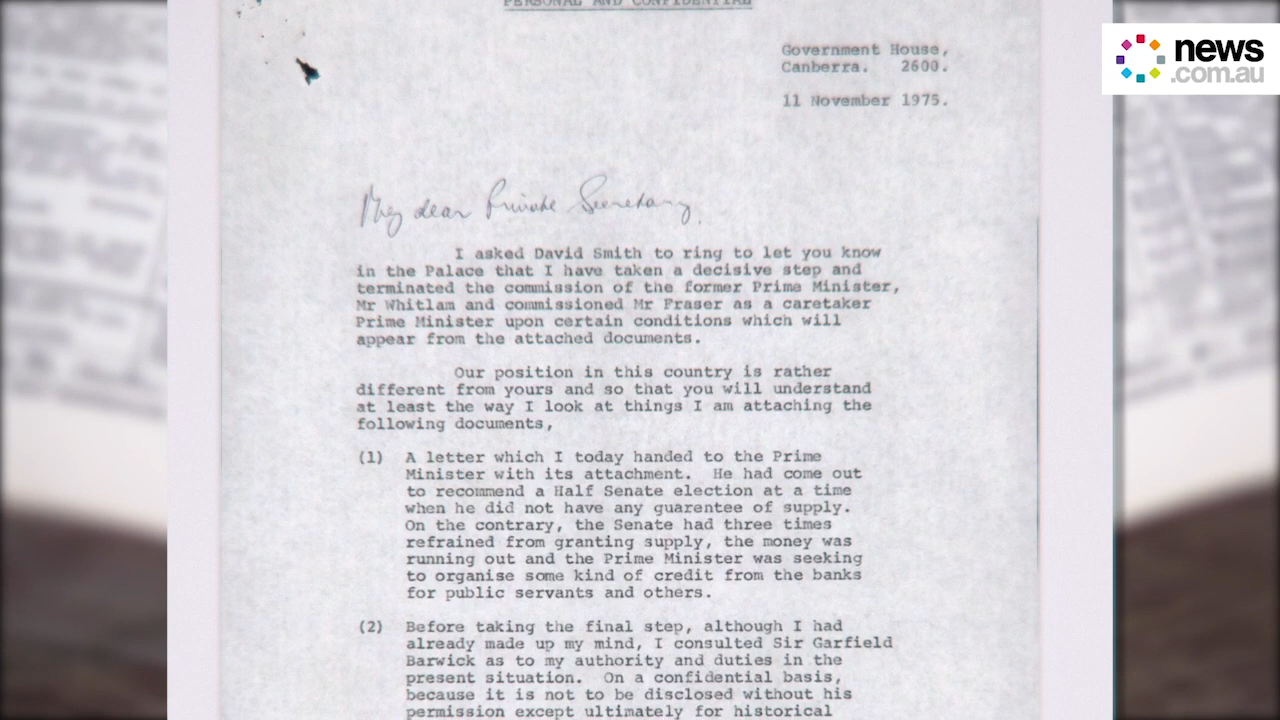 PERSONAL AND CONFIDENTIAL
news
.com.au
Government House,
Canberra. 2600.
11 November 1975.
My dear Private Secretary,
I asked David Smith to ring to let you know
in the Palace that I have taken a decisive step and
terminated the commission of the former Prime Minister,
Mr Whitlam and commissioned Mr Fraser as a caretaker
Prime Minister upon certain conditions which will
appear from the attached documents.
Our position in this country is rather
different from yours and so that you will understand
at least the way I look at things I am attaching the
following documents,
(1) A letter which I today handed to the Prime
Minister with its attachment. He had come out
to recommend a Half Senate election at a time
when he did not have any guarentee of supply.
On the contrary, the Senate had three times
refrained from granting supply, the money was
running out and the Prime Minister was seeking
to organise some kind of credit from the banks
for public servants and others.
(2) Before taking the final step, although I had
already made up my mind, I consulted Sir Garfield
Barwick as to my authority and duties in the
present situation. On a confidential basis,
because it is not to be disclosed without his
permission except ultimately for historical